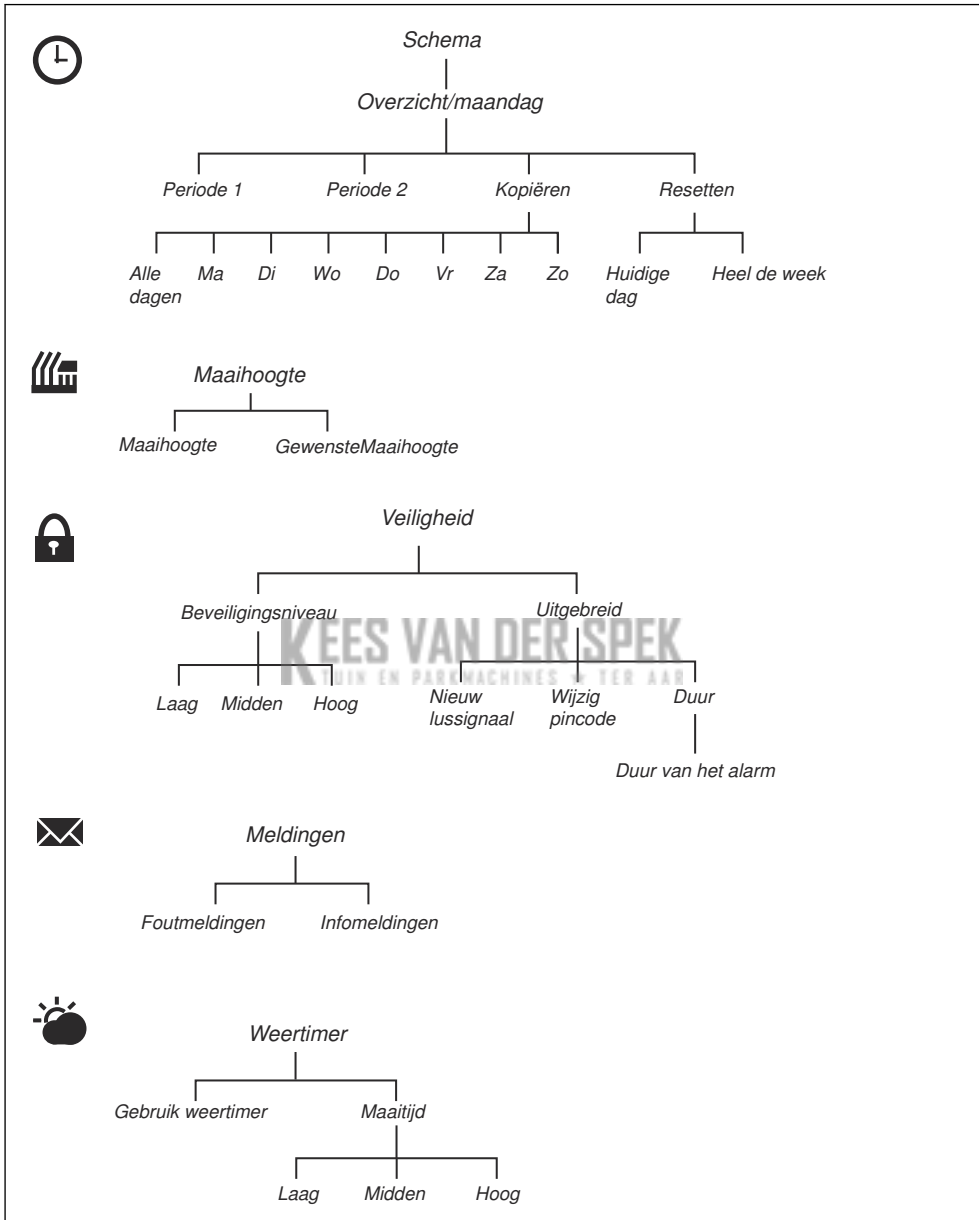 Schema
Overzicht/maandag
Periode 1 Periode 2 Kopiëren Resetten
Alle dagen Ma Di Wo Do Vr Za Zo Huidige dag Heel de week
Maaihoogte
Maaihoogte GewensteMaaihoogte
Veiligheid
Beveiligingsniveau Uitgebreid
KEES VAN DER SPEK
TUIN EN PARKMACHINES ★ TER AAR
Laag Midden Hoog Nieuw lussignaal Wijzig pincode Duur
Duur van het alarm
Meldingen
Foutmeldingen Infomeldingen
Weertimer
Gebruik weertimer Maaitijd
Laag Midden Hoog